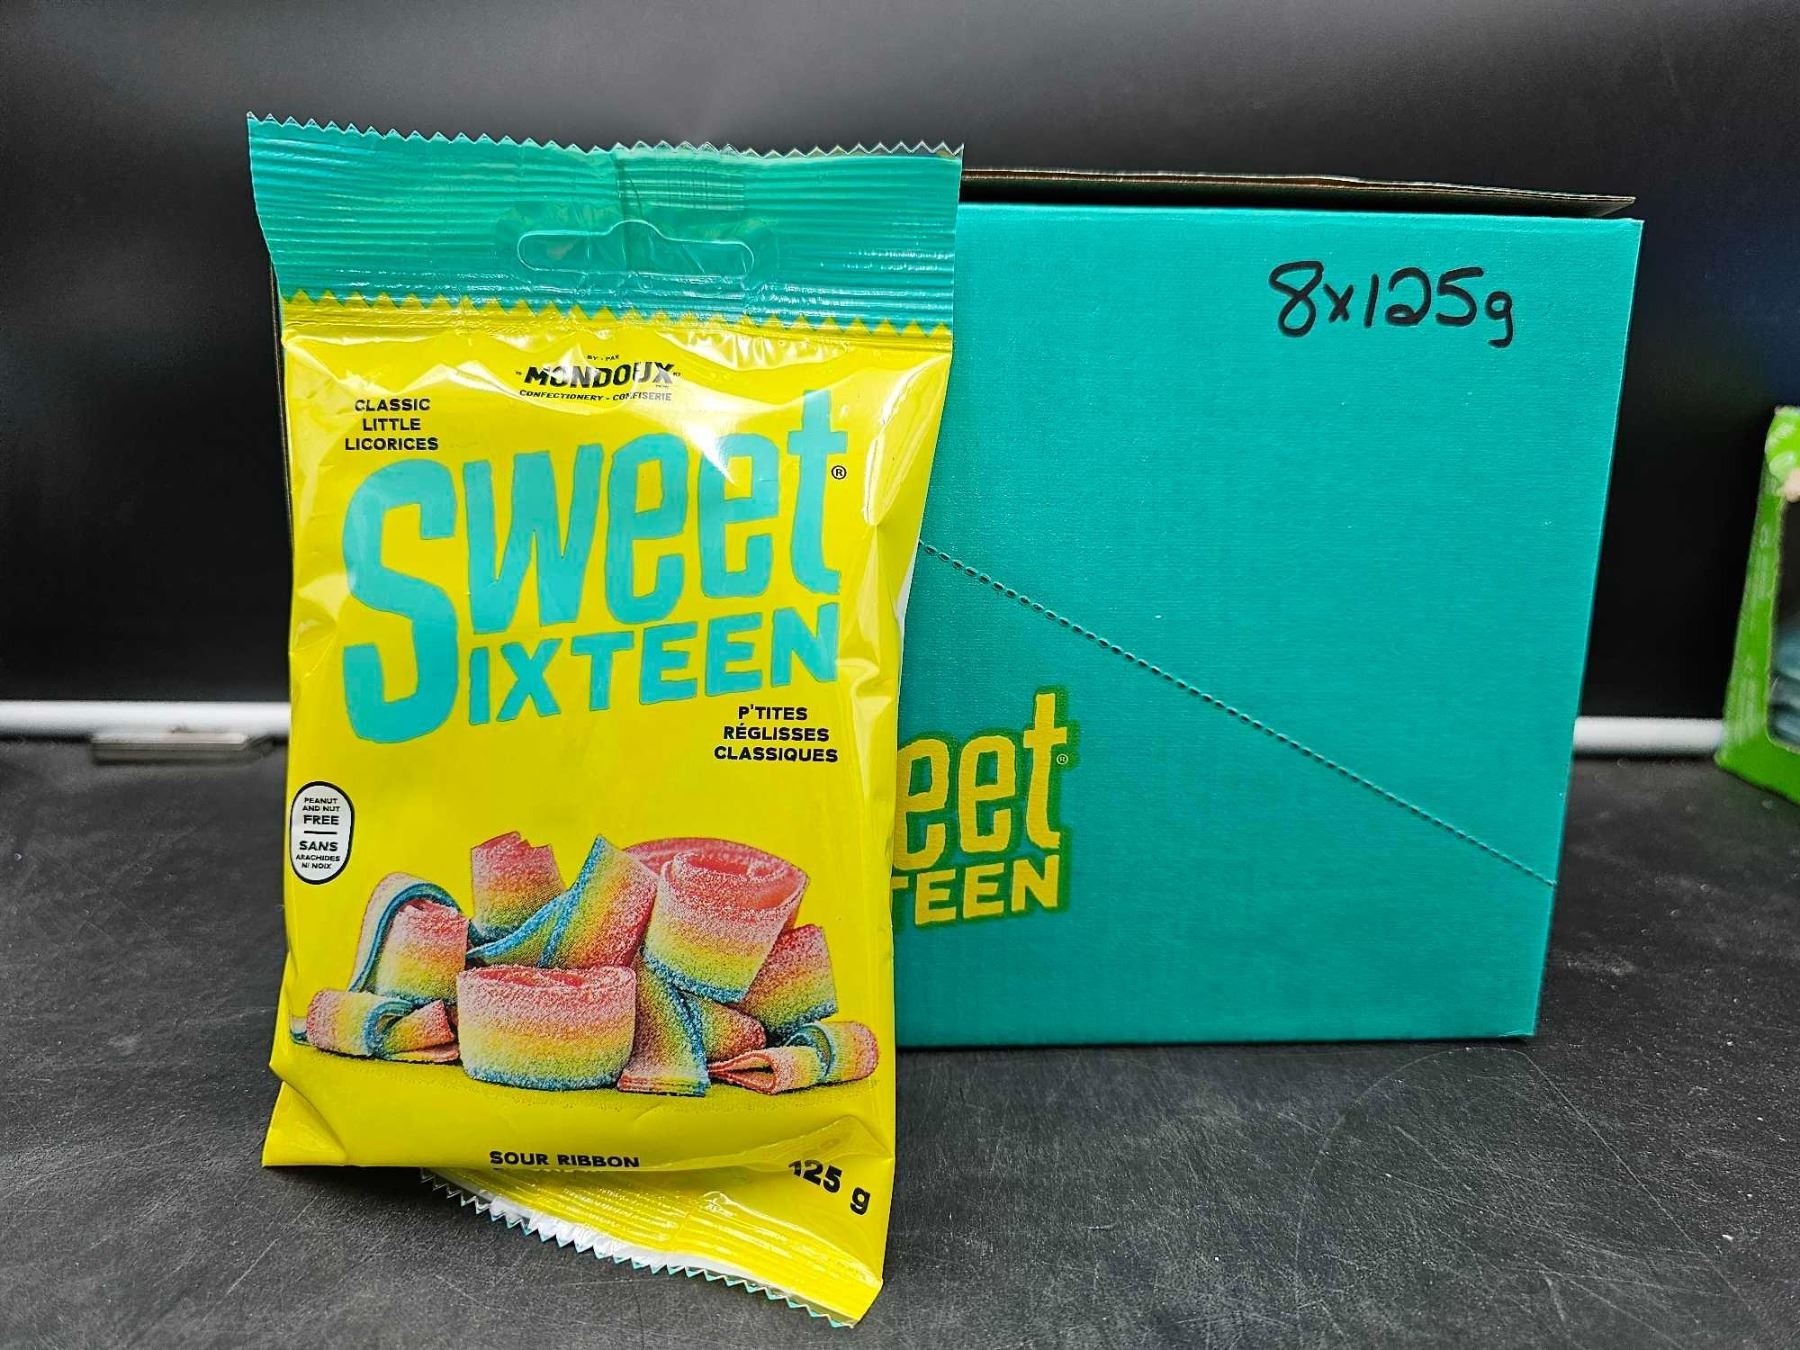 BY - PAR
MONDOUX
CONFECTIONERY - CONFISERIE
CLASSIC
LITTLE
LICORICES
Sweet®
SIXTEEN
P'TITES
RÉGLISSES
CLASSIQUES
PEANUT
AND NUT
FREE
SANS
ARACHIDES
NI NOIX
SOUR RIBBON
125 g
8x125g
eet®
TEEN